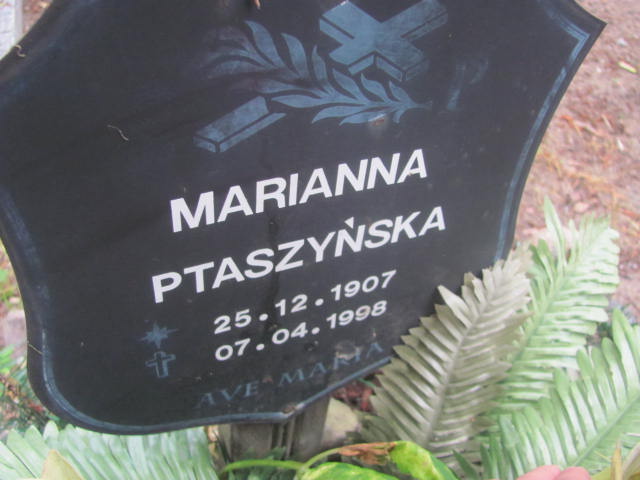 MARIANNA
PTASZYŃSKA
25.12.1907
07.04.1998
AVE MARIA